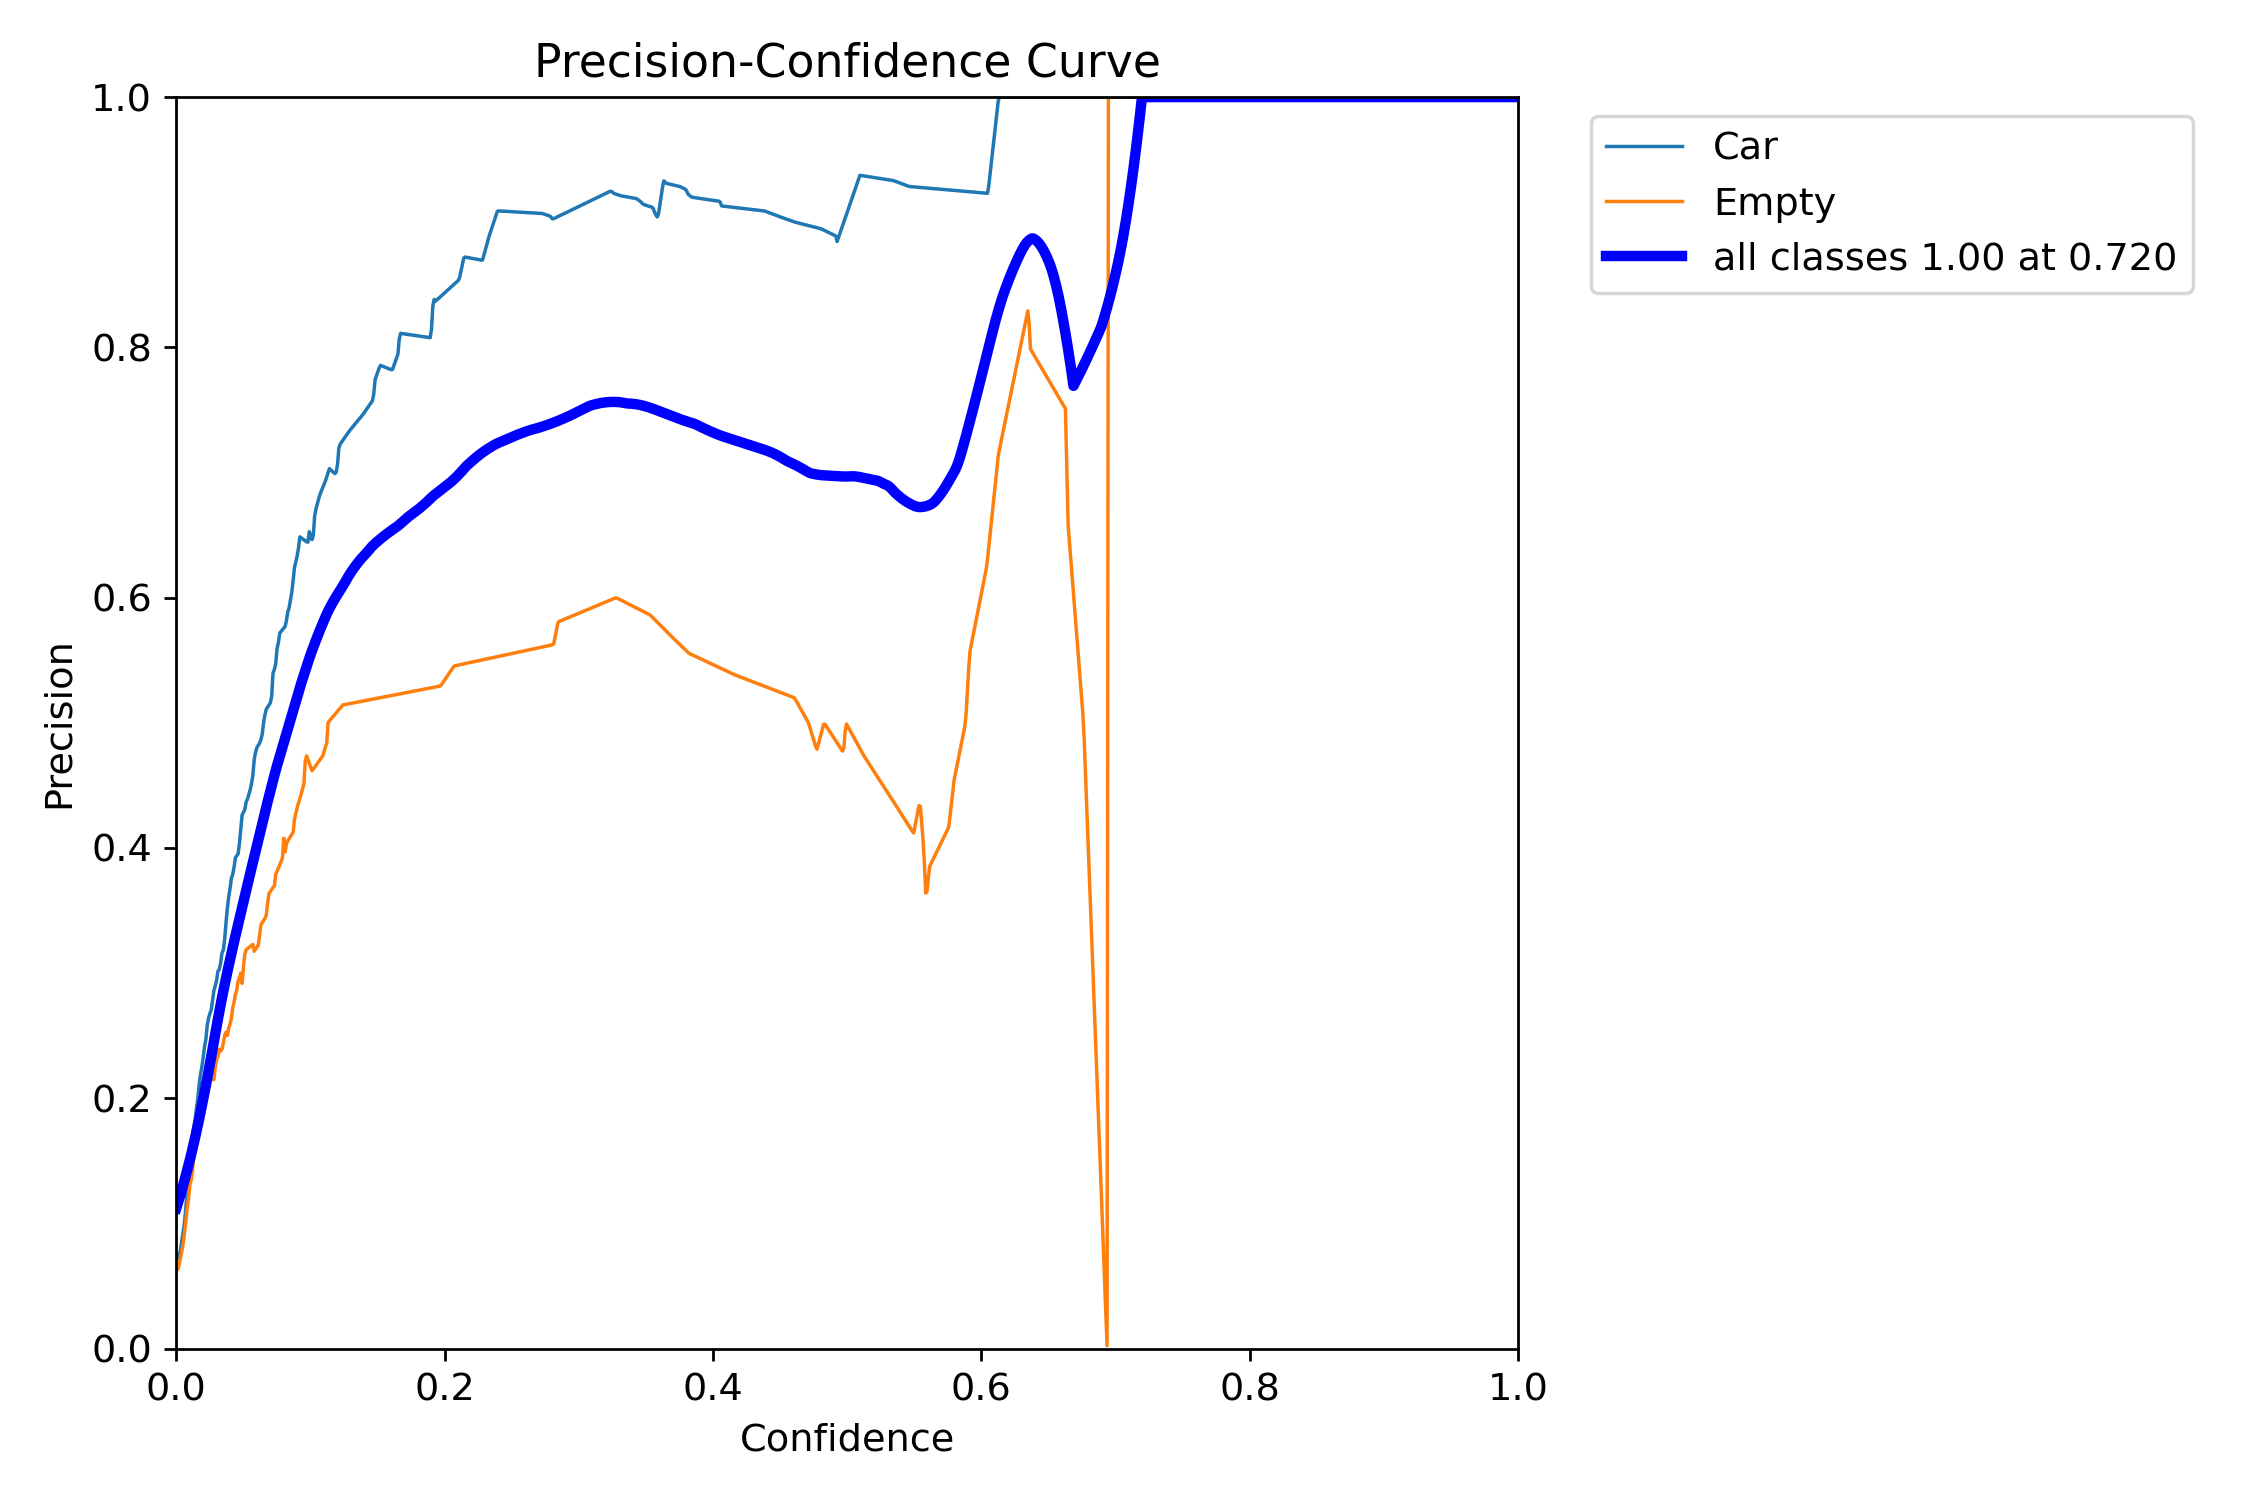 Precision-Confidence Curve
1.0
0.8
0.6
0.4
0.2
0.0
Precision
0.0 0.2 0.4 0.6 0.8 1.0
Confidence
Car
Empty
all classes 1.00 at 0.720